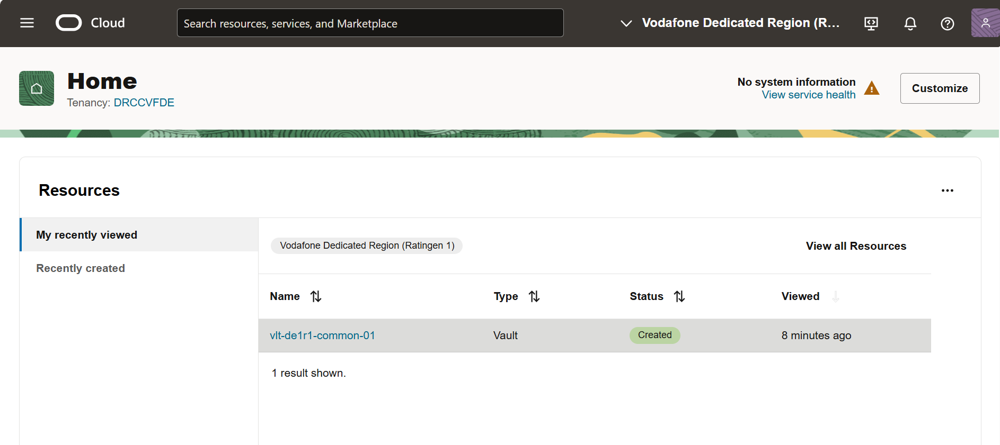 Cloud
Search resources, services, and Marketplace
Vodafone Dedicated Region (R...
Home
Tenancy: DRCCVFDE
No system information
View service health
Customize
Resources
My recently viewed
Recently created
Vodafone Dedicated Region (Ratingen 1)
View all Resources
Name Type Status Viewed
vlt-de1r1-common-01 Vault Created 8 minutes ago
1 result shown.